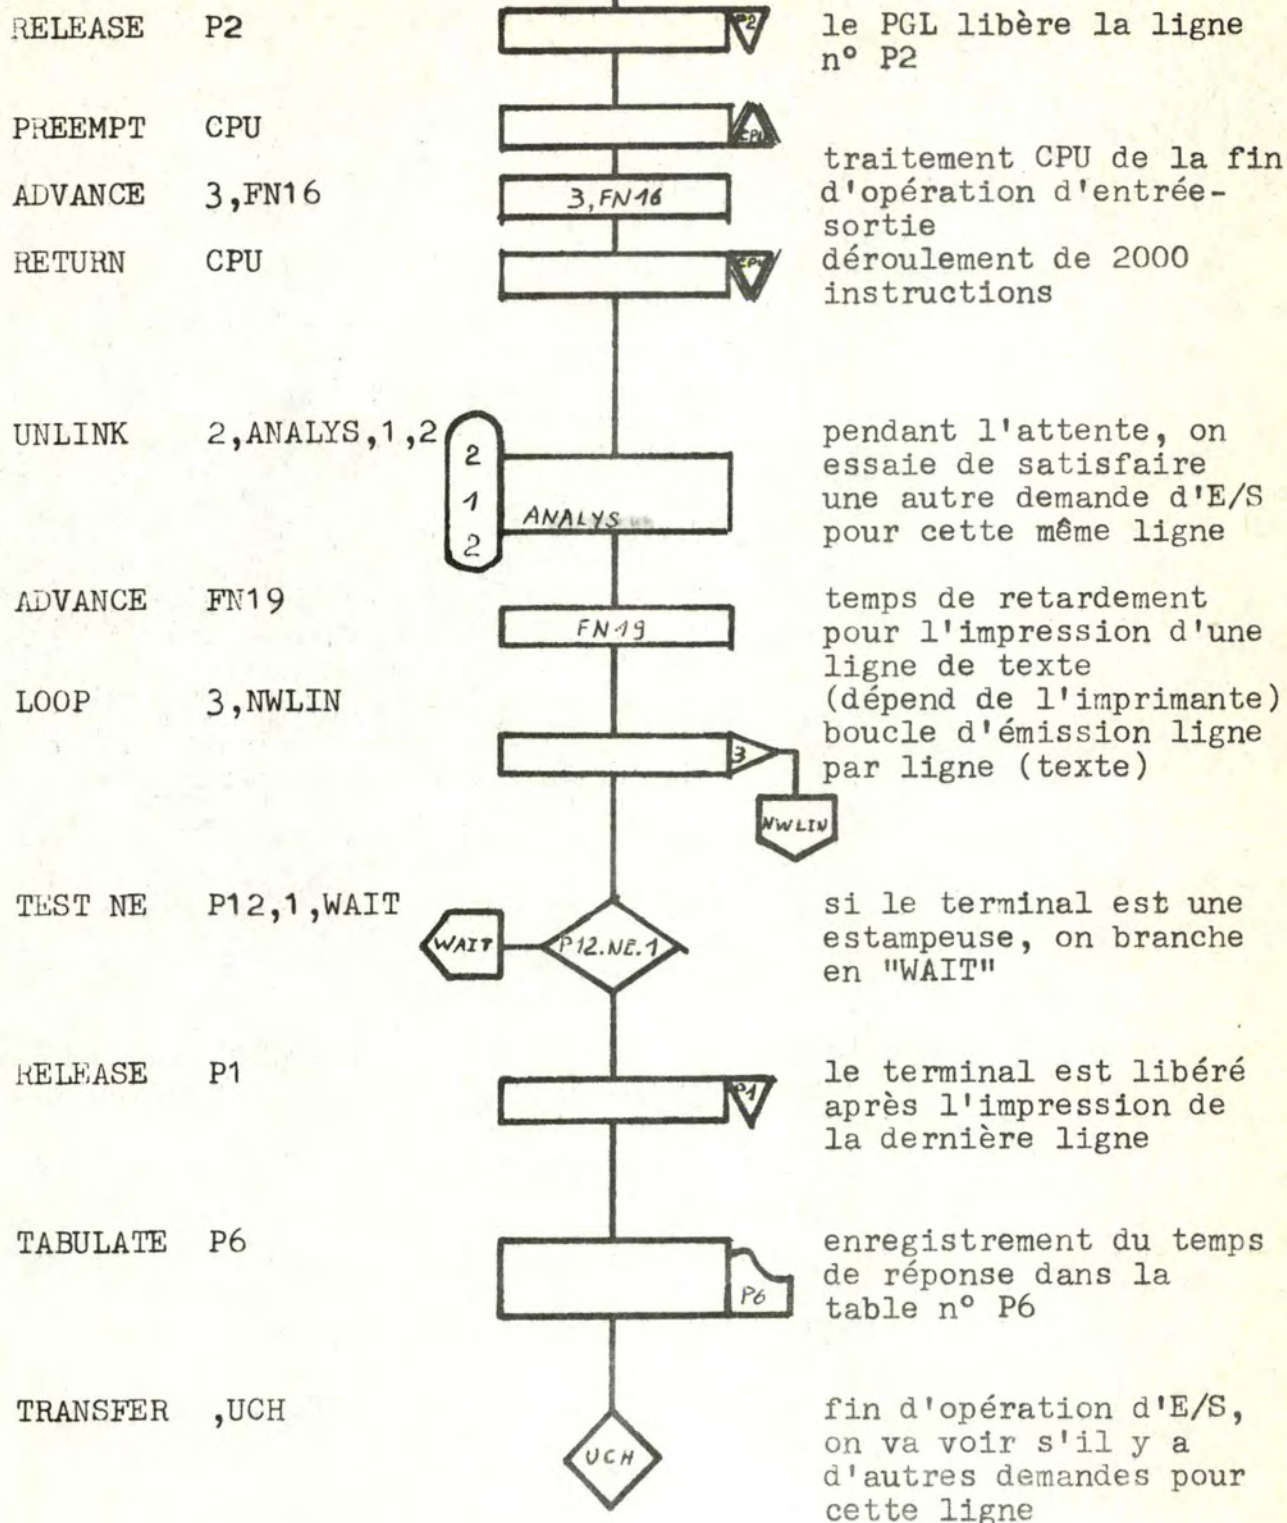 RELEASE P2
P2
le PGL libère la ligne
n° P2
PREEMPT CPU
CPU
ADVANCE 3,FN16
3,FN16
RETURN CPU
CPU
traitement CPU de la fin
d'opération d'entrée-
sortie
déroulement de 2000
instructions
UNLINK 2,ANALYS,1,2
2
1
2
ANALYS
pendant l'attente, on
essaie de satisfaire
une autre demande d'E/S
pour cette même ligne
ADVANCE FN19
FN19
temps de retardement
pour l'impression d'une
ligne de texte
(dépend de l'imprimante)
LOOP 3,NWLIN
3
NWLIN
boucle d'émission ligne
par ligne (texte)
TEST NE P12,1,WAIT
WAIT
P12.NE.1
si le terminal est une
estampeuse, on branche
en "WAIT"
RELEASE P1
P1
le terminal est libéré
après l'impression de
la dernière ligne
TABULATE P6
P6
enregistrement du temps
de réponse dans la
table n° P6
TRANSFER ,UCH
UCH
fin d'opération d'E/S,
on va voir s'il y a
d'autres demandes pour
cette ligne